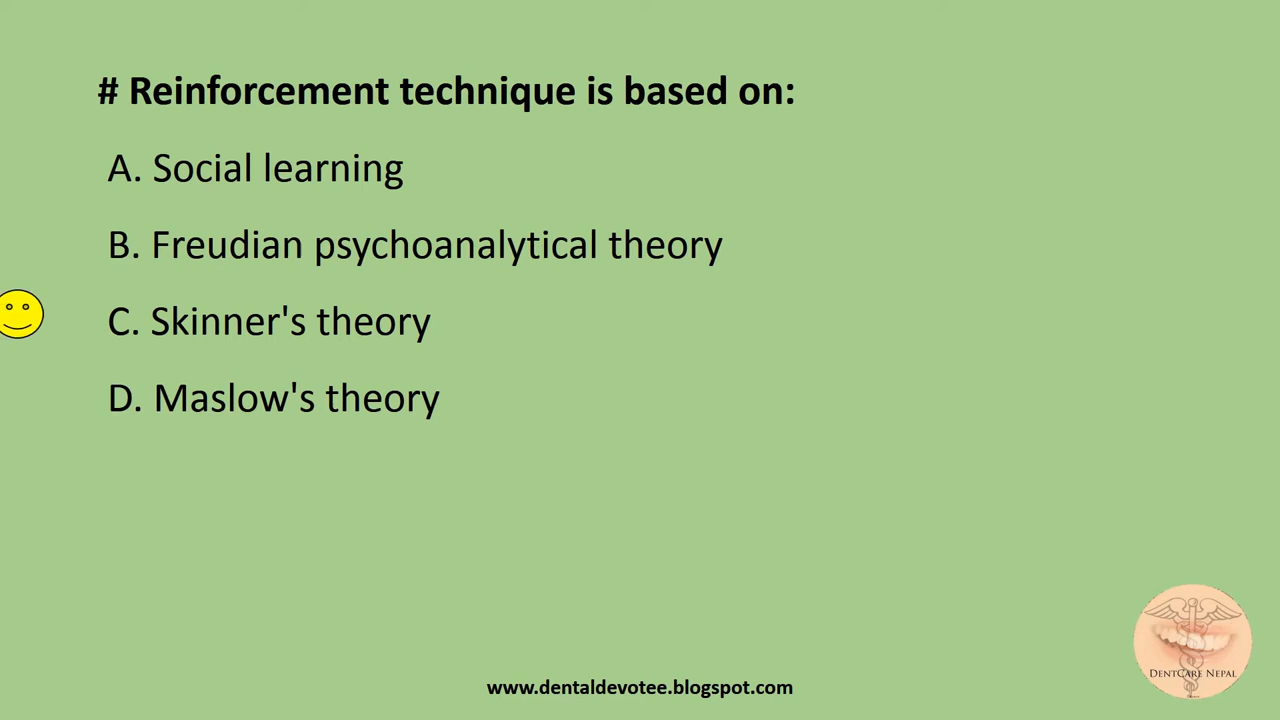 # Reinforcement technique is based on:
A. Social learning
B. Freudian psychoanalytical theory
C. Skinner's theory
D. Maslow's theory
DENTCARE NEPAL
www.dentaldevotee.blogspot.com